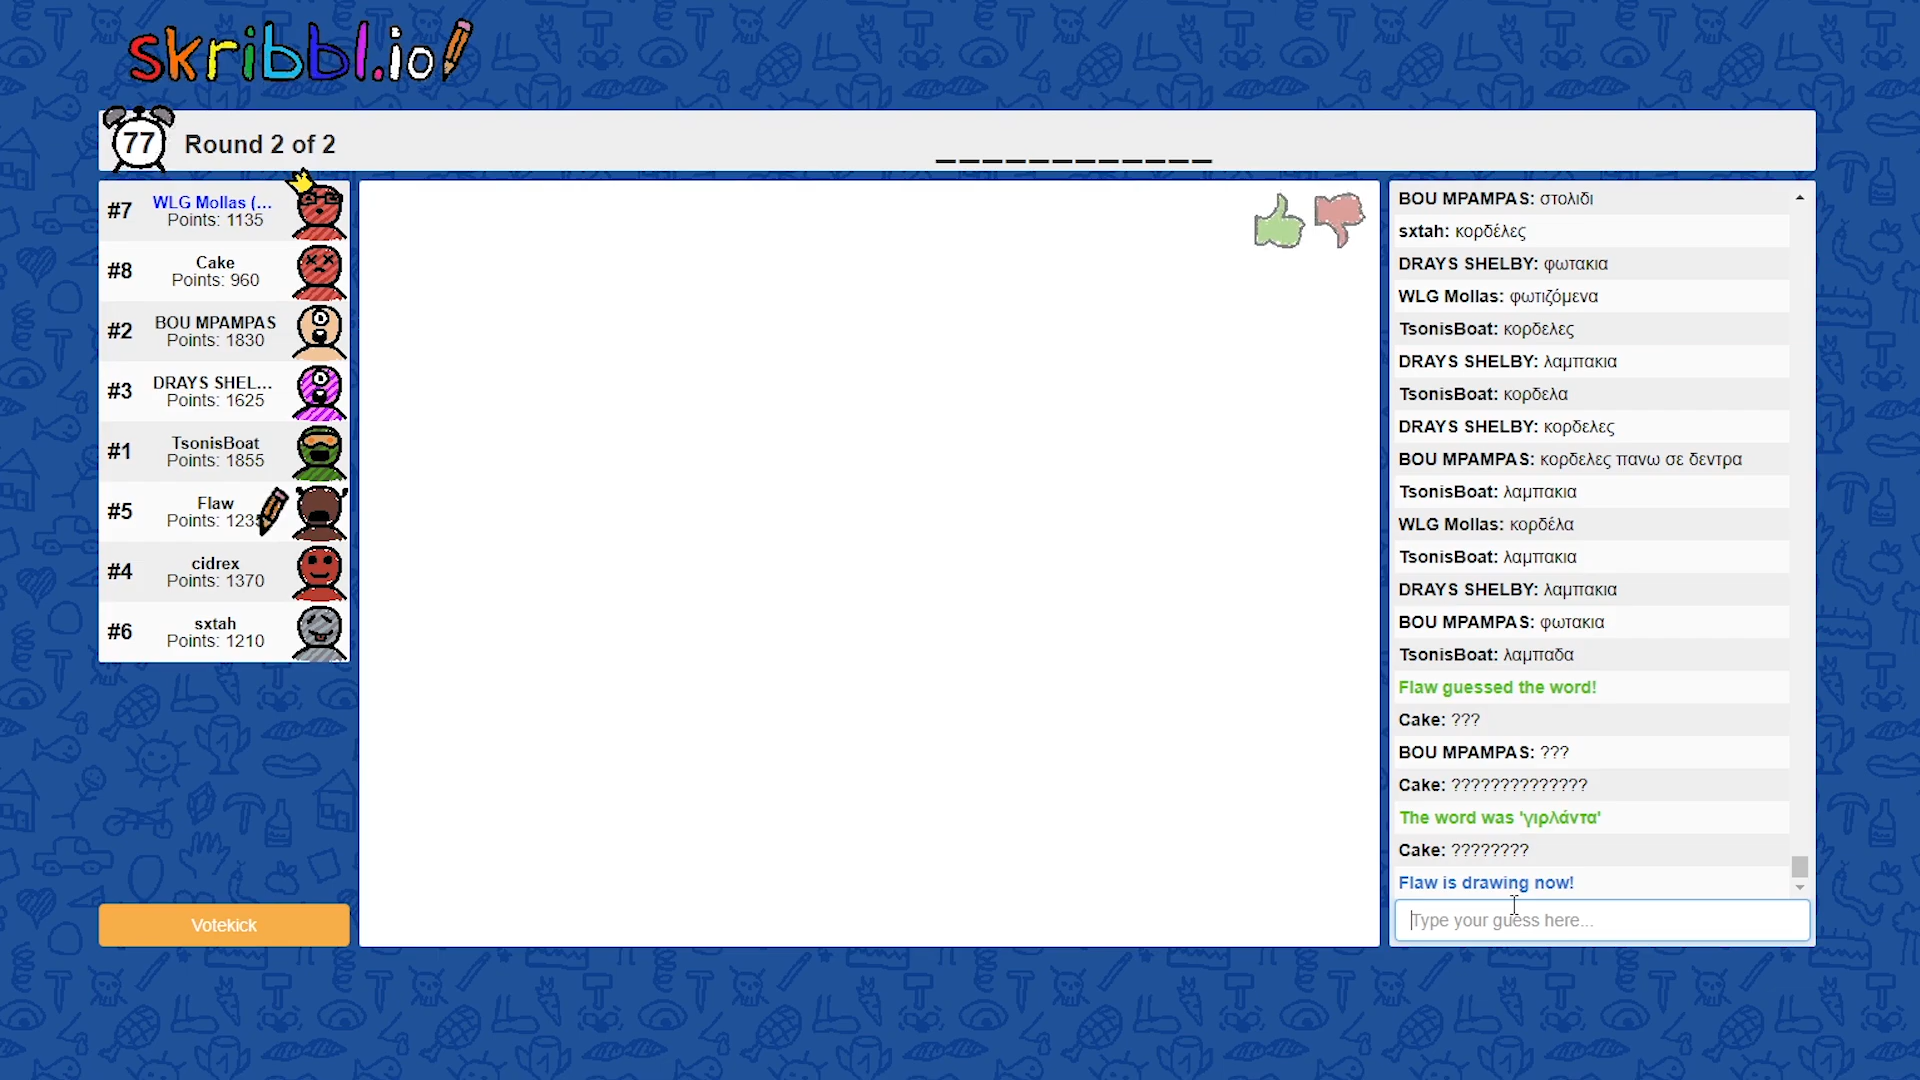 skribbl.io
77
Round 2 of 2
____________
#7
WLG Mollas (...
Points: 1135
#8
Cake
Points: 960
#2
BOU MPAMPAS
Points: 1830
#3
DRAYS SHEL...
Points: 1625
#1
TsonisBoat
Points: 1855
#5
Flaw
Points: 1235
#4
cidrex
Points: 1370
#6
sxtah
Points: 1210
Votekick
BOU MPAMPAS: στολιδι
sxtah: κορδέλες
DRAYS SHELBY: φωτακια
WLG Mollas: φωτιζόμενα
TsonisBoat: κορδελες
DRAYS SHELBY: λαμπακια
TsonisBoat: κορδελα
DRAYS SHELBY: κορδελες
BOU MPAMPAS: κορδελες πανω σε δεντρα
TsonisBoat: λαμπακια
WLG Mollas: κορδέλα
TsonisBoat: λαμπακια
DRAYS SHELBY: λαμπακια
BOU MPAMPAS: φωτακια
TsonisBoat: λαμπαδα
Flaw guessed the word!
Cake: ???
BOU MPAMPAS: ???
Cake: ??????????????
The word was 'γιρλάντα'
Cake: ????????
Flaw is drawing now!
Type your guess here...